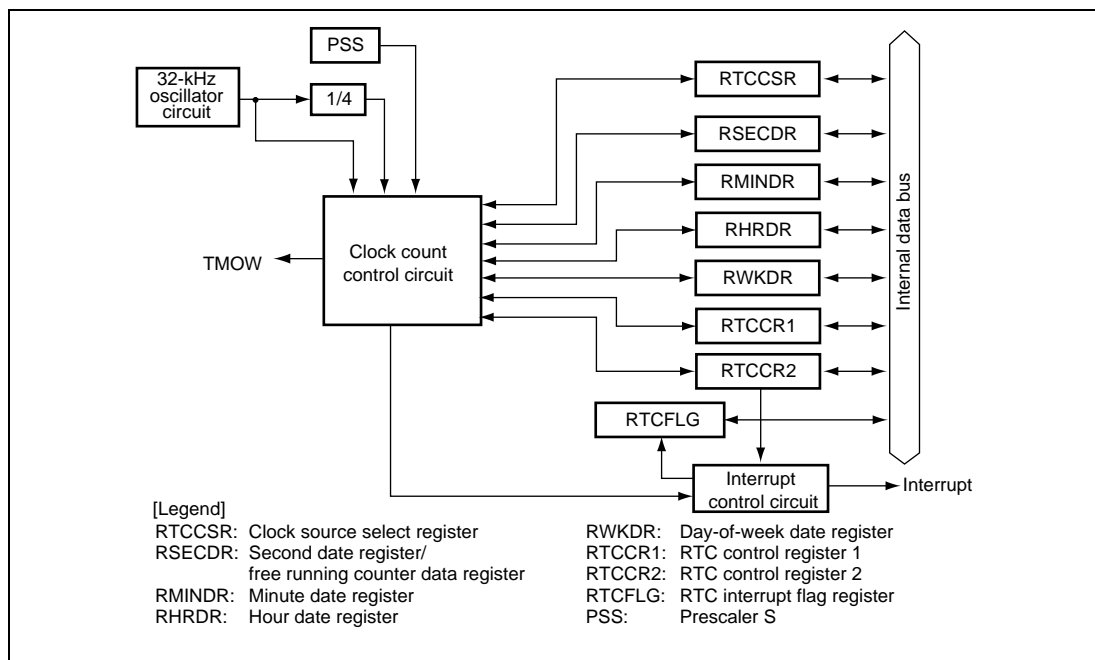 PSS
32-kHz
oscillator
circuit
1/4
RTCCSR
RSECDR
RMINDR
RHRDR
RWKDR
RTCCR1
RTCCR2
RTCFLG
Internal data bus
Clock count
control circuit
TMOW
Interrupt
control circuit
Interrupt
[Legend]
RTCCSR: Clock source select register
RSECDR: Second date register/
free running counter data register
RMINDR: Minute date register
RHRDR: Hour date register
RWKDR: Day-of-week date register
RTCCR1: RTC control register 1
RTCCR2: RTC control register 2
RTCFLG: RTC interrupt flag register
PSS: Prescaler S